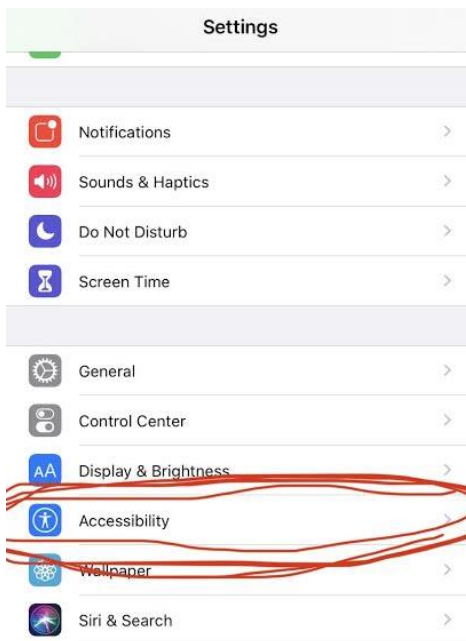 Settings
Notifications
Sounds & Haptics
Do Not Disturb
Screen Time
General
Control Center
AA Display & Brightness
Accessibility
Wallpaper
Siri & Search